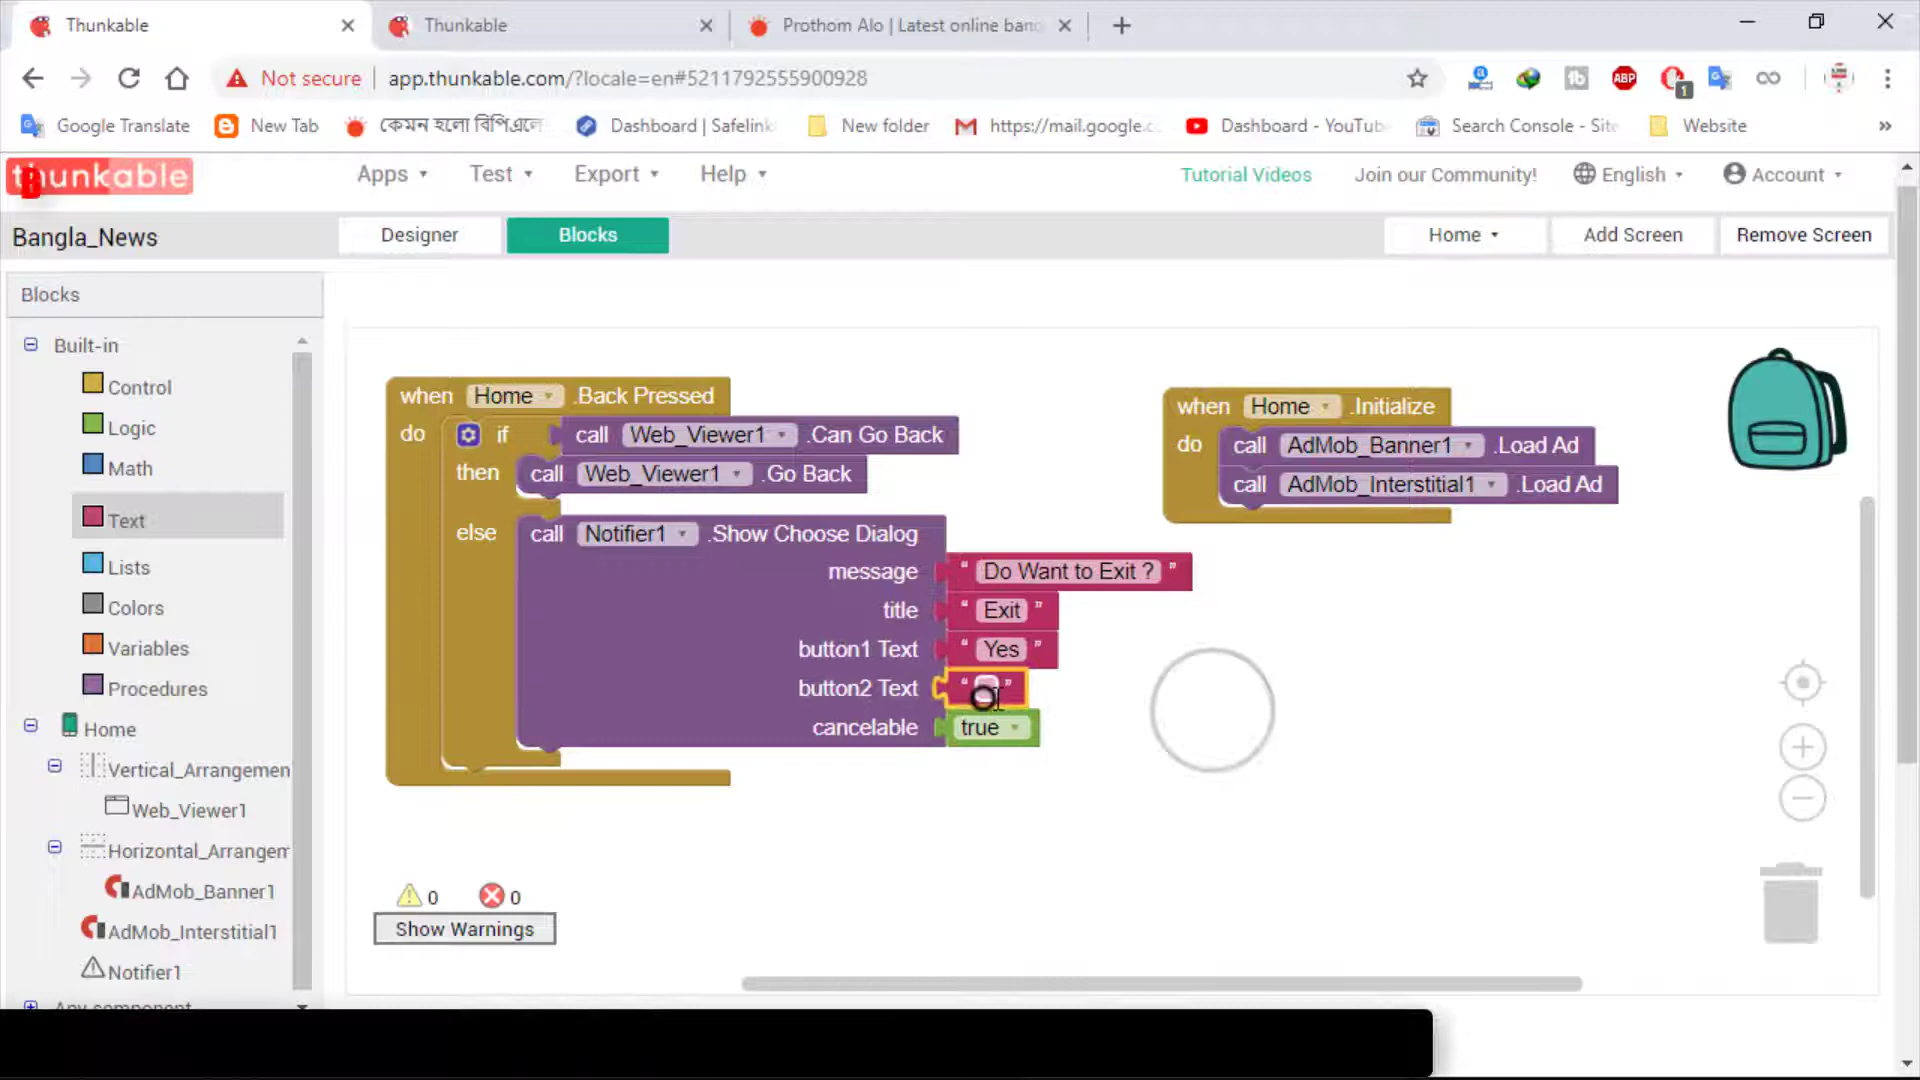 Thunkable
Thunkable
Prothom Alo | Latest online bang
Not secure
app.thunkable.com/?locale=en#5211792555900928
ABP
1
Google Translate
New Tab
কেমন হলো বিপিএলে
Dashboard | Safelink
New folder
https://mail.google.c
Dashboard - YouTub
Search Console - Site
Website
»
thunkable
Apps
Test
Export
Help
Tutorial Videos
Join our Community!
English
Account
Bangla_News
Designer
Blocks
Home
Add Screen
Remove Screen
Blocks
Built-in
Control
Logic
Math
Text
Lists
Colors
Variables
Procedures
Home
Vertical_Arrangemen
Web_Viewer1
Horizontal_Arrangem
AdMob_Banner1
AdMob_Interstitial1
Notifier1
Any component
when Home .Back Pressed
do if call Web_Viewer1 .Can Go Back
then call Web_Viewer1 .Go Back
else call Notifier1 .Show Choose Dialog
message “ Do Want to Exit ? ”
title “ Exit ”
button1 Text “ Yes ”
button2 Text “ ”
cancelable true
when Home .Initialize
do call AdMob_Banner1 .Load Ad
call AdMob_Interstitial1 .Load Ad
0 0
Show Warnings